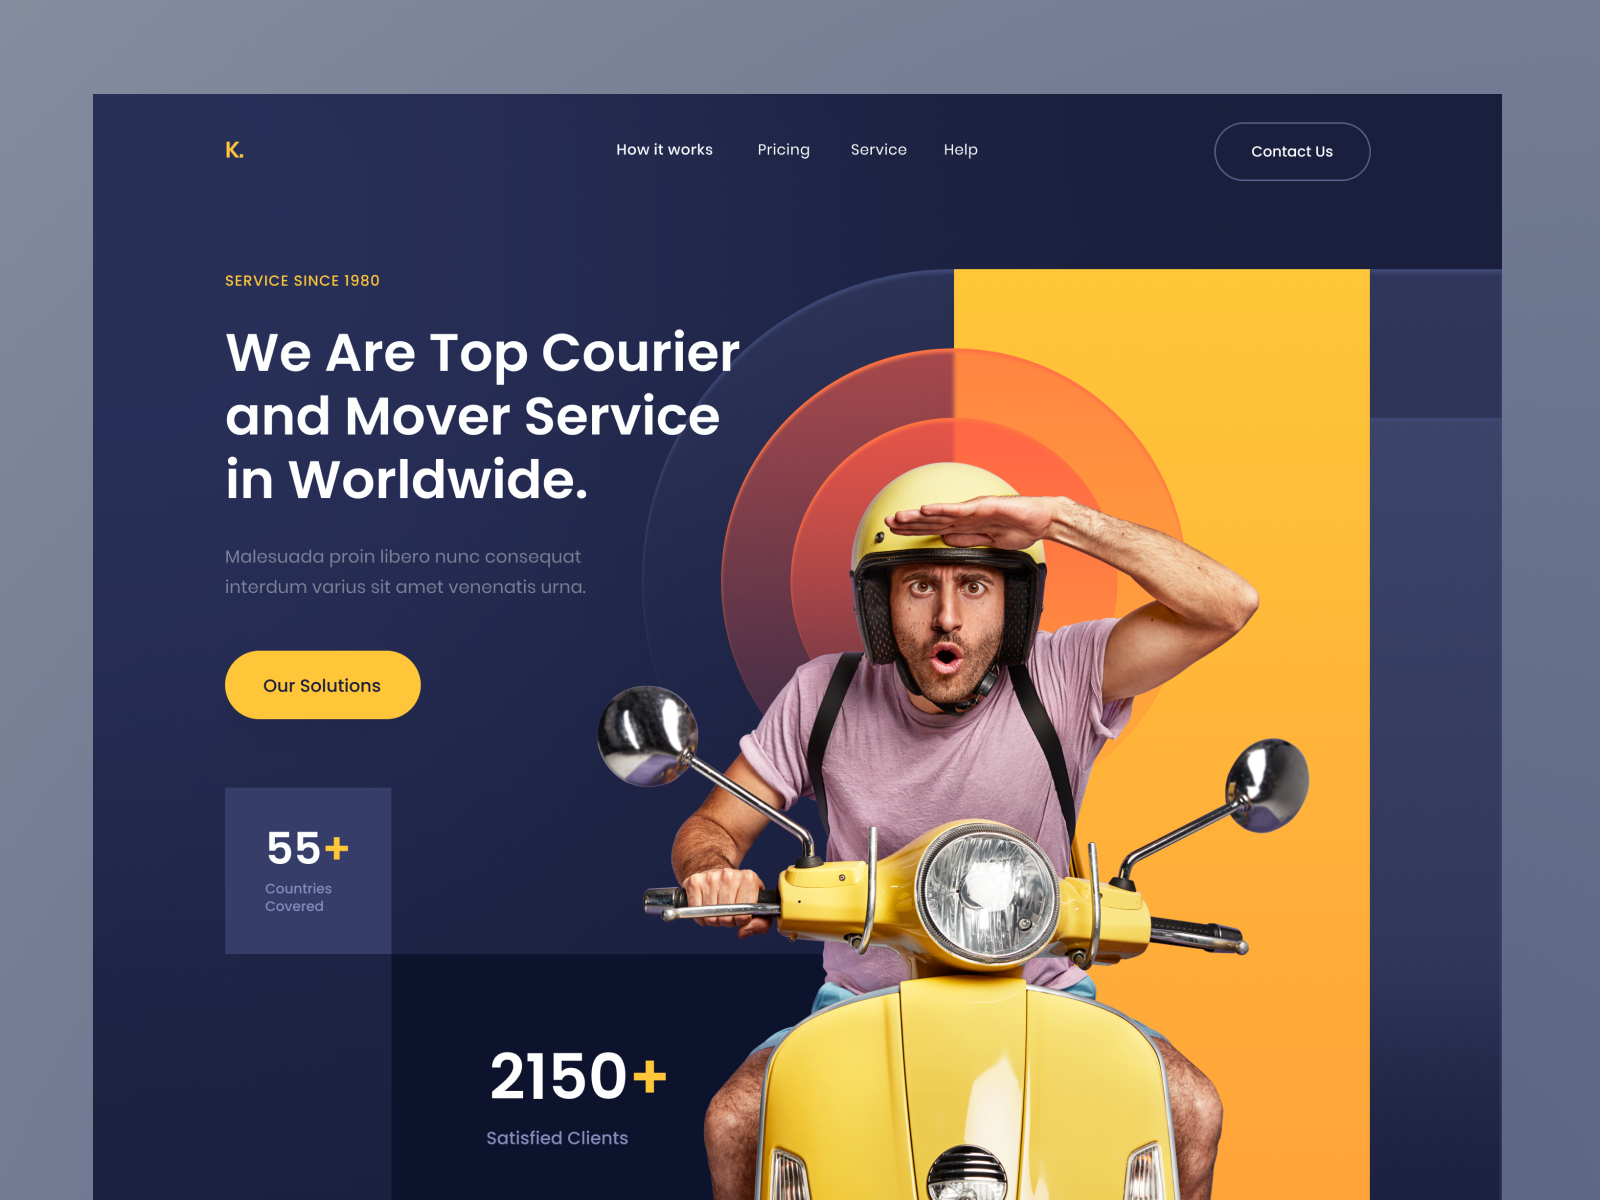 K.
How it works
Pricing
Service
Help
Contact Us
SERVICE SINCE 1980
We Are Top Courier
and Mover Service
in Worldwide.
Malesuada proin libero nunc consequat
interdum varius sit amet venenatis urna.
Our Solutions
55+
Countries
Covered
2150+
Satisfied Clients